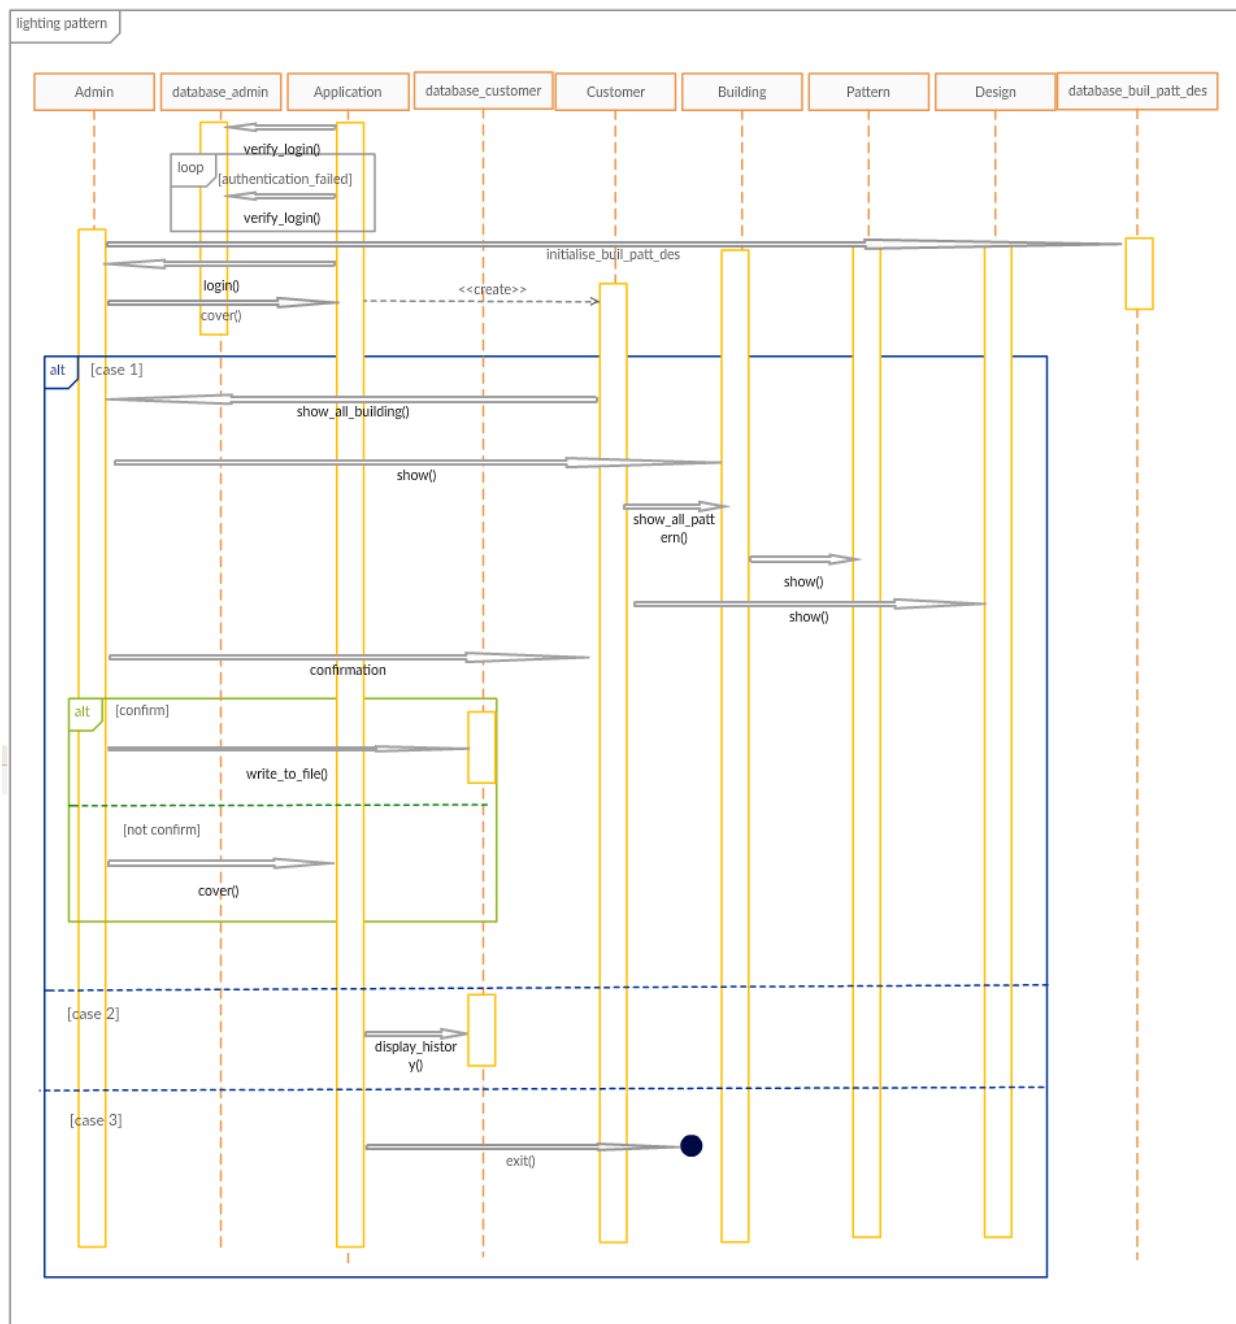 lighting pattern
Admin
database_admin
Application
database_customer
Customer
Building
Pattern
Design
database_buil_patt_des
verify_login()
loop
[authentication_failed]
verify_login()
initialise_buil_patt_des
login()
<<create>>
cover()
alt
[case 1]
show_all_building()
show()
show_all_patt
ern()
show()
show()
confirmation
alt
[confirm]
write_to_file()
[not confirm]
cover()
[case 2]
display_histor
y()
[case 3]
exit()